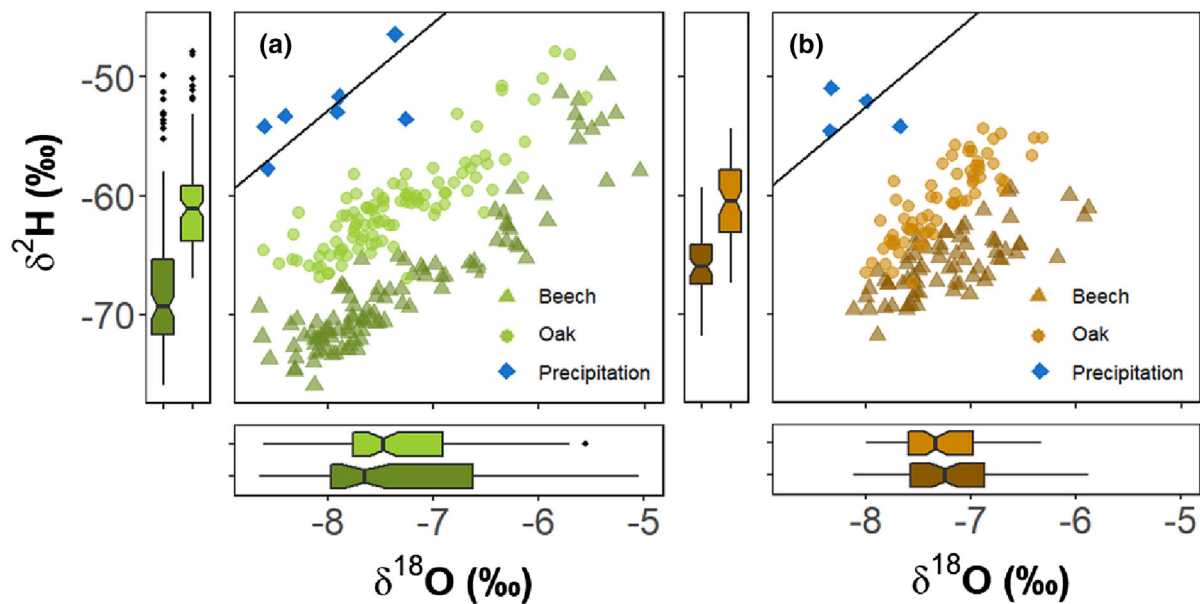 (a)
(b)
-50
-60
-70
δ²H (‰)
Beech
Oak
Precipitation
Beech
Oak
Precipitation
-8 -7 -6 -5
-8 -7 -6 -5
δ¹⁸O (‰)
δ¹⁸O (‰)